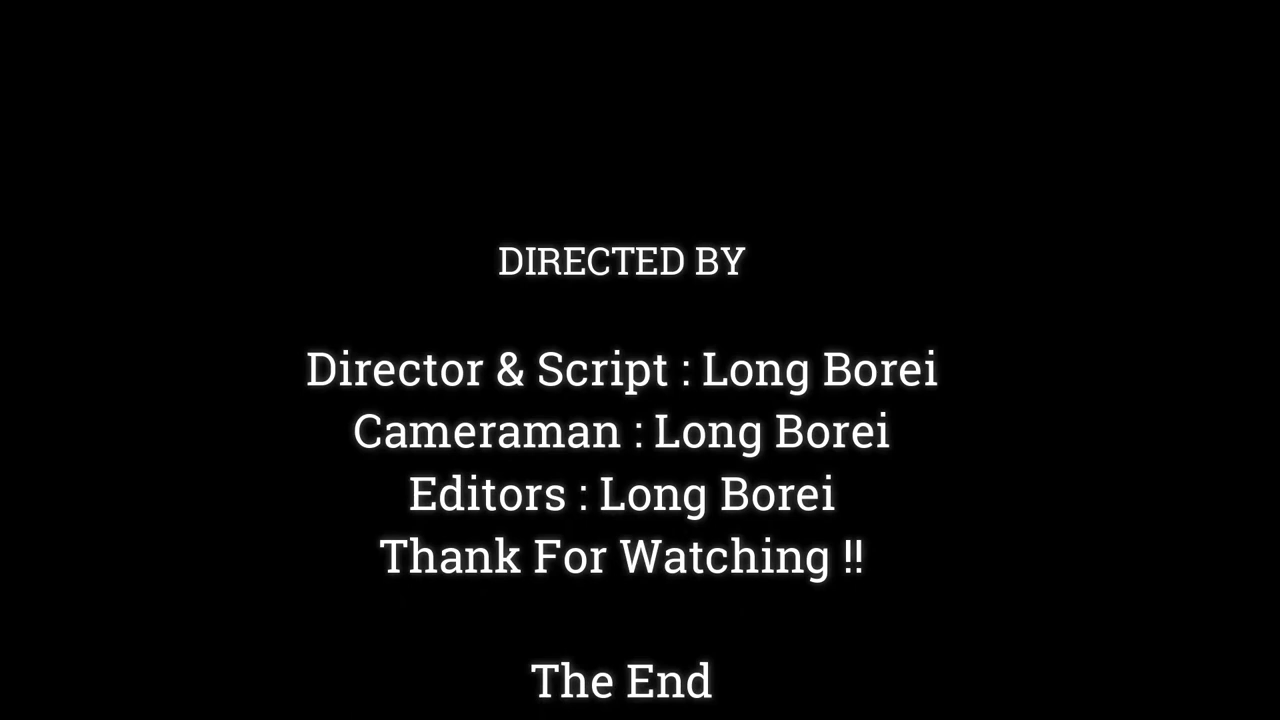 DIRECTED BY
Director & Script : Long Borei
Cameraman : Long Borei
Editors : Long Borei
Thank For Watching !!
The End